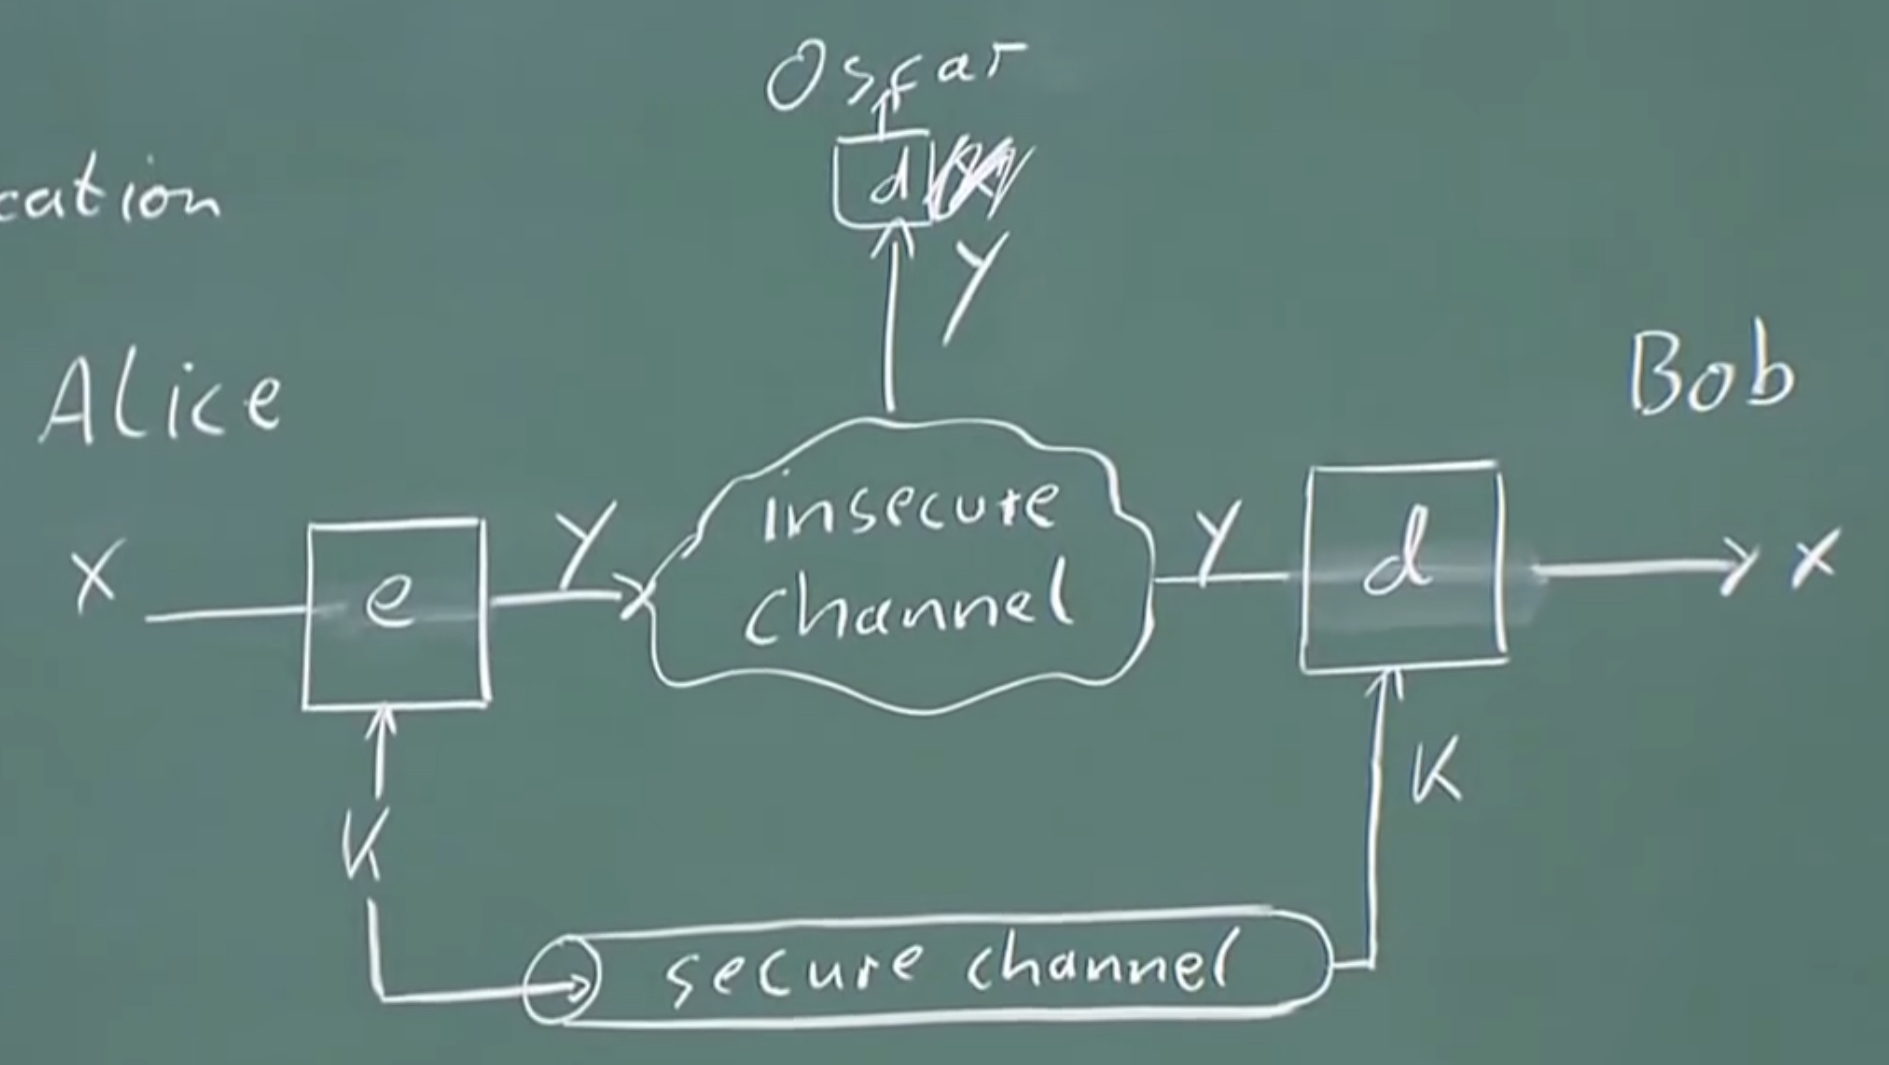 Oscar
d
cation
y
Alice
Bob
x
e
y
insecure
channel
y
d
x
K
K
secure channel